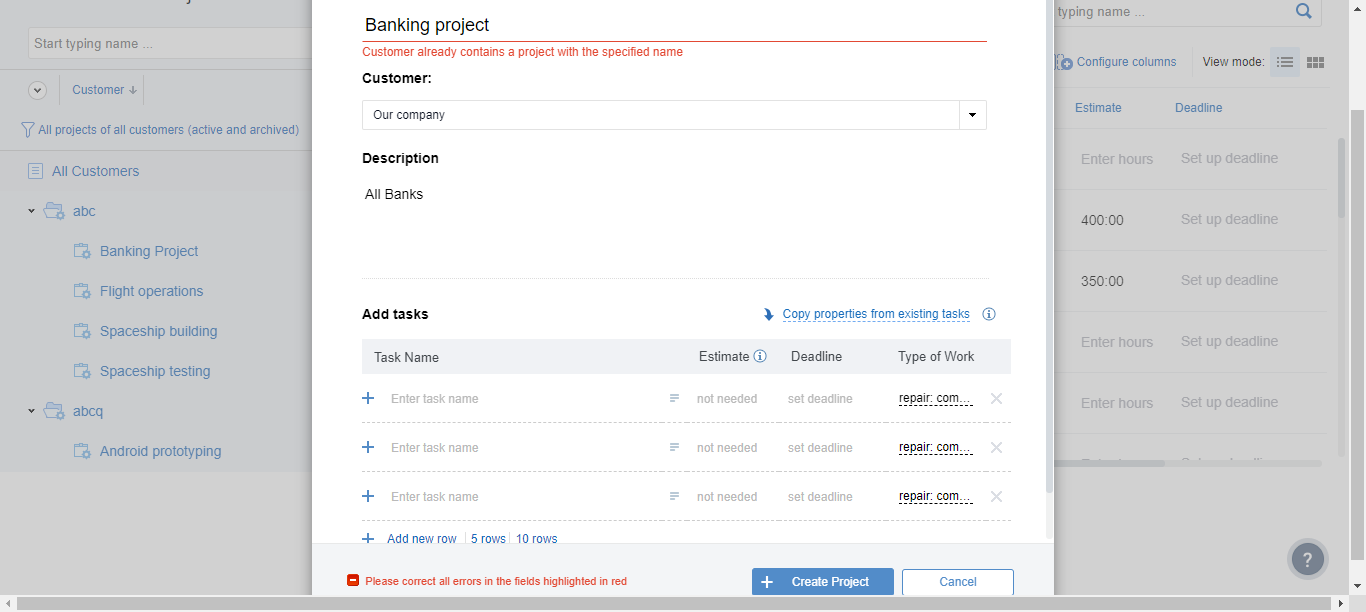 Banking project
typing name ...
Start typing name ...
Customer already contains a project with the specified name
Configure columns
View mode:
Customer:
Customer
Estimate
Deadline
Our company
All projects of all customers (active and archived)
Description
Enter hours
Set up deadline
All Customers
All Banks
abc
400:00
Set up deadline
Banking Project
350:00
Set up deadline
Flight operations
Add tasks
Copy properties from existing tasks
Spaceship building
Enter hours
Set up deadline
Task Name
Estimate
Deadline
Type of Work
Spaceship testing
Enter task name
not needed
set deadline
repair: com...
Enter hours
Set up deadline
abcq
Enter task name
not needed
set deadline
repair: com...
Android prototyping
Enter task name
not needed
set deadline
repair: com...
Add new row
5 rows
10 rows
?
Please correct all errors in the fields highlighted in red
Create Project
Cancel